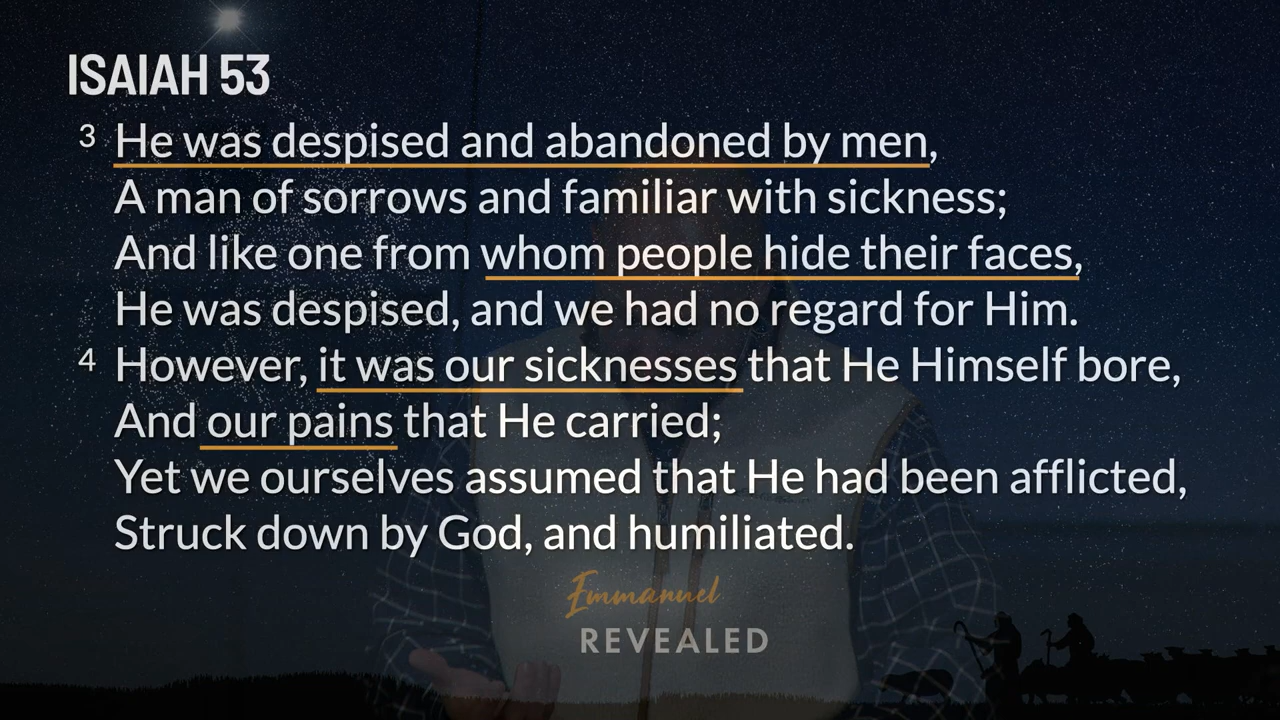 ISAIAH 53
3 He was despised and abandoned by men,
A man of sorrows and familiar with sickness;
And like one from whom people hide their faces,
He was despised, and we had no regard for Him.
4 However, it was our sicknesses that He Himself bore,
And our pains that He carried;
Yet we ourselves assumed that He had been afflicted,
Struck down by God, and humiliated.
Emmanuel
REVEALED